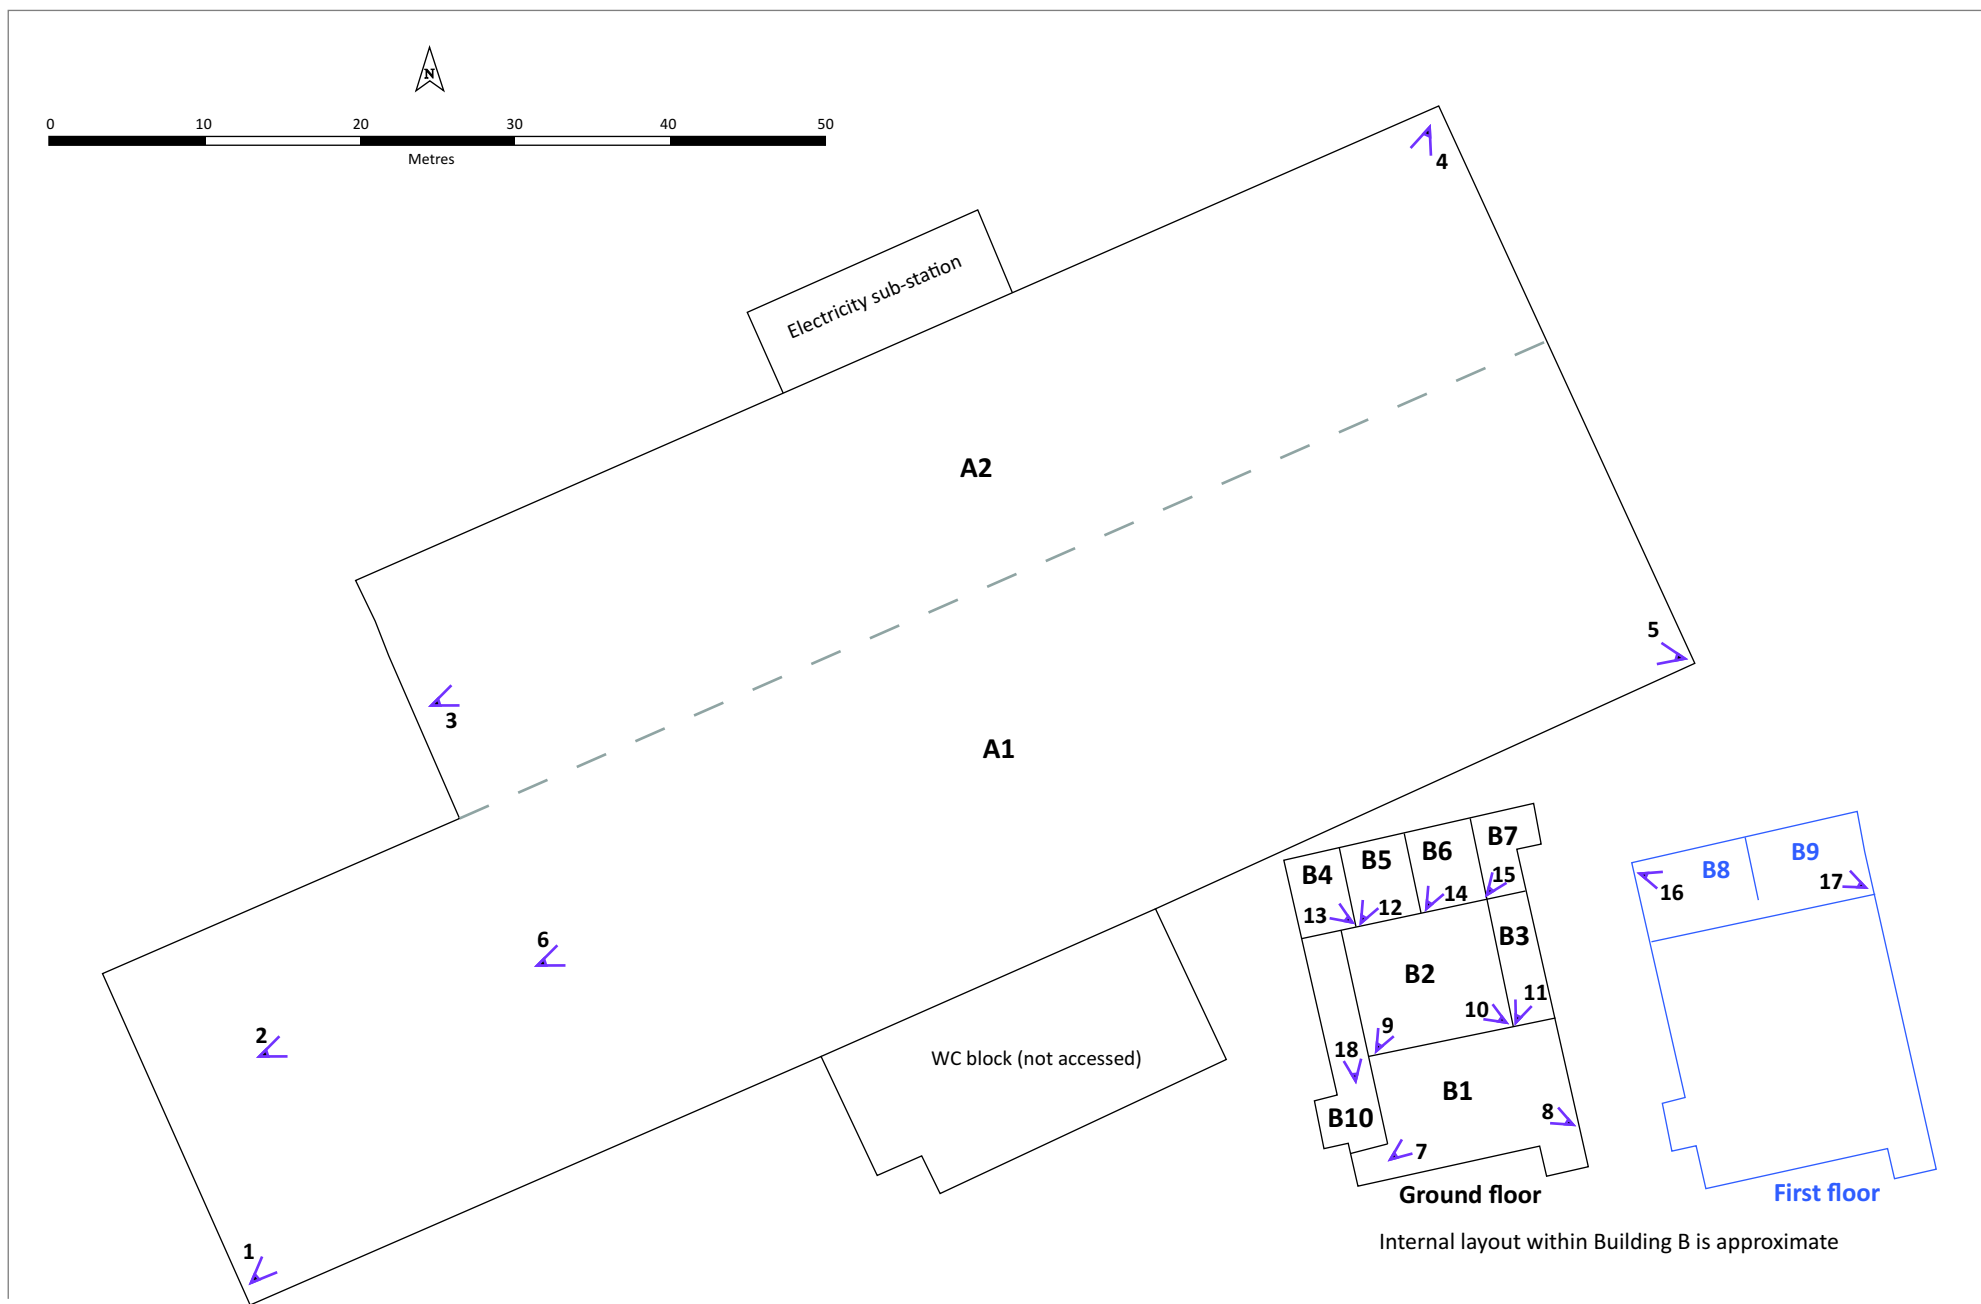 N
0 10 20 30 40 50
Metres
4
Electricity sub-station
A2
5
3
A1
B7
B6
B5
B4
B9
B8
15
14
12
13
17
16
B3
6
B2
11
10
9
2
18
WC block (not accessed)
B1
8
B10
7
Ground floor
First floor
Internal layout within Building B is approximate
1